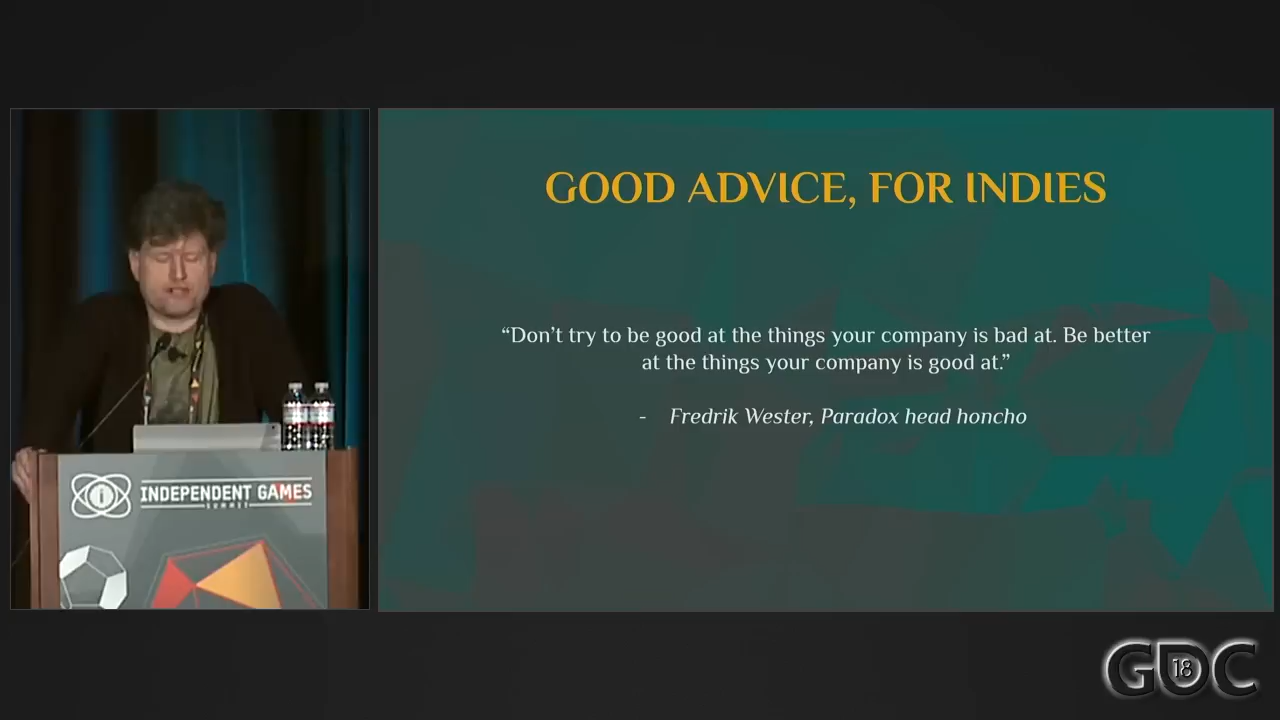 GOOD ADVICE, FOR INDIES
“Don’t try to be good at the things your company is bad at. Be better
at the things your company is good at.”
- Fredrik Wester, Paradox head honcho
INDEPENDENT GAMES
SUMMIT
GDC
18